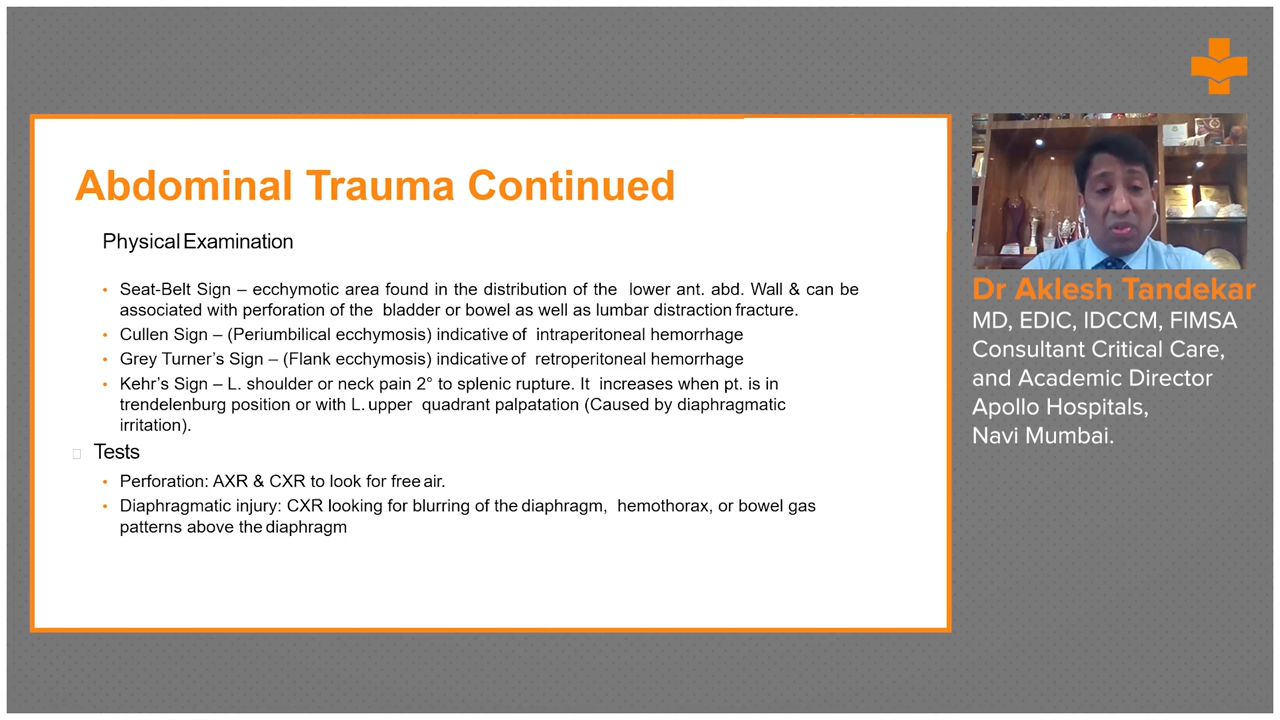 Abdominal Trauma Continued
Physical Examination
• Seat-Belt Sign – ecchymotic area found in the distribution of the lower ant. abd. Wall & can be
associated with perforation of the bladder or bowel as well as lumbar distraction fracture.
• Cullen Sign – (Periumbilical ecchymosis) indicative of intraperitoneal hemorrhage
• Grey Turner’s Sign – (Flank ecchymosis) indicative of retroperitoneal hemorrhage
• Kehr’s Sign – L. shoulder or neck pain 2° to splenic rupture. It increases when pt. is in
trendelenburg position or with L. upper quadrant palpatation (Caused by diaphragmatic
irritation).
Tests
• Perforation: AXR & CXR to look for free air.
• Diaphragmatic injury: CXR looking for blurring of the diaphragm, hemothorax, or bowel gas
patterns above the diaphragm
Dr Aklesh Tandekar
MD, EDIC, IDCCM, FIMSA
Consultant Critical Care,
and Academic Director
Apollo Hospitals,
Navi Mumbai.